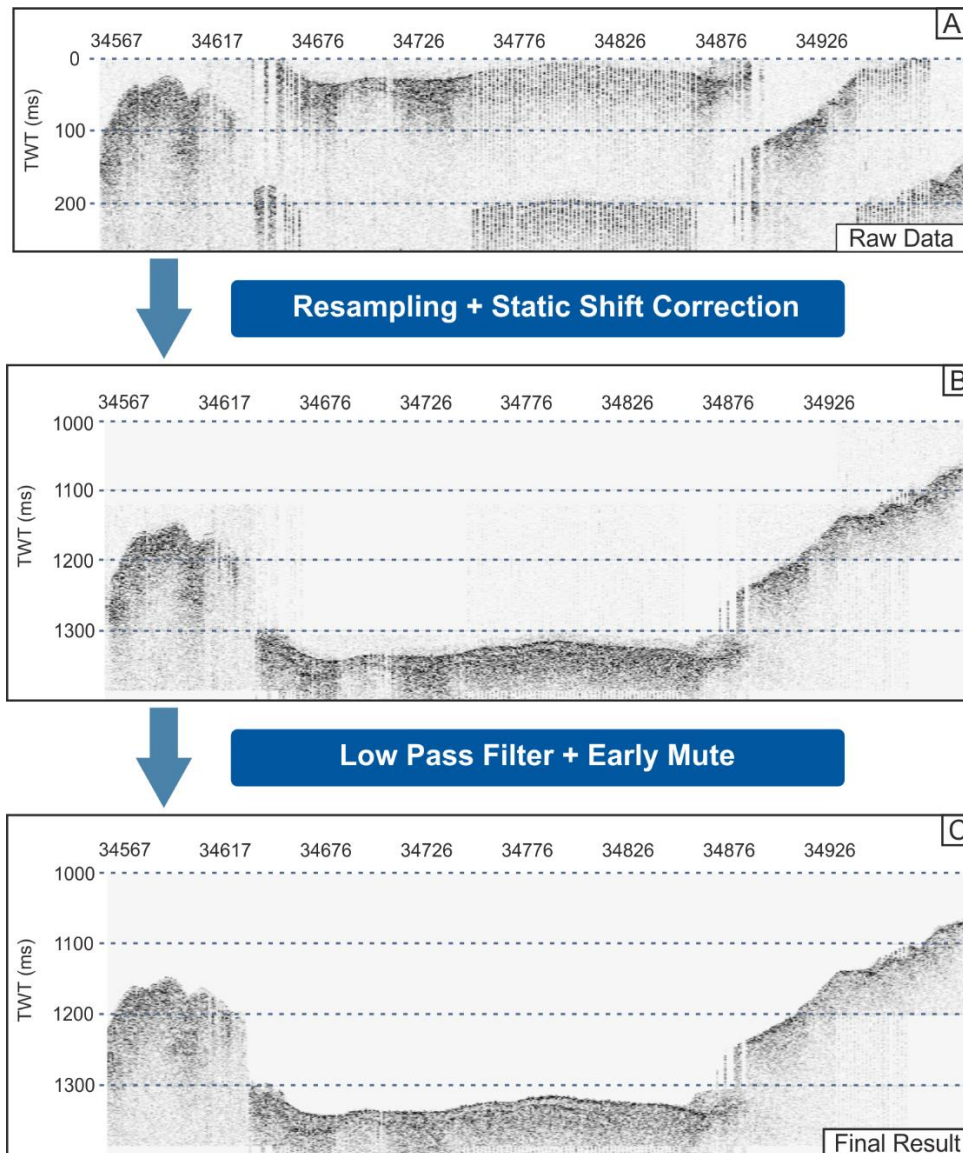 A
34567 34617 34676 34726 34776 34826 34876 34926
TWT (ms)
0
100
200
Raw Data
Resampling + Static Shift Correction
B
34567 34617 34676 34726 34776 34826 34876 34926
TWT (ms)
1000
1100
1200
1300
Low Pass Filter + Early Mute
C
34567 34617 34676 34726 34776 34826 34876 34926
TWT (ms)
1000
1100
1200
1300
Final Result